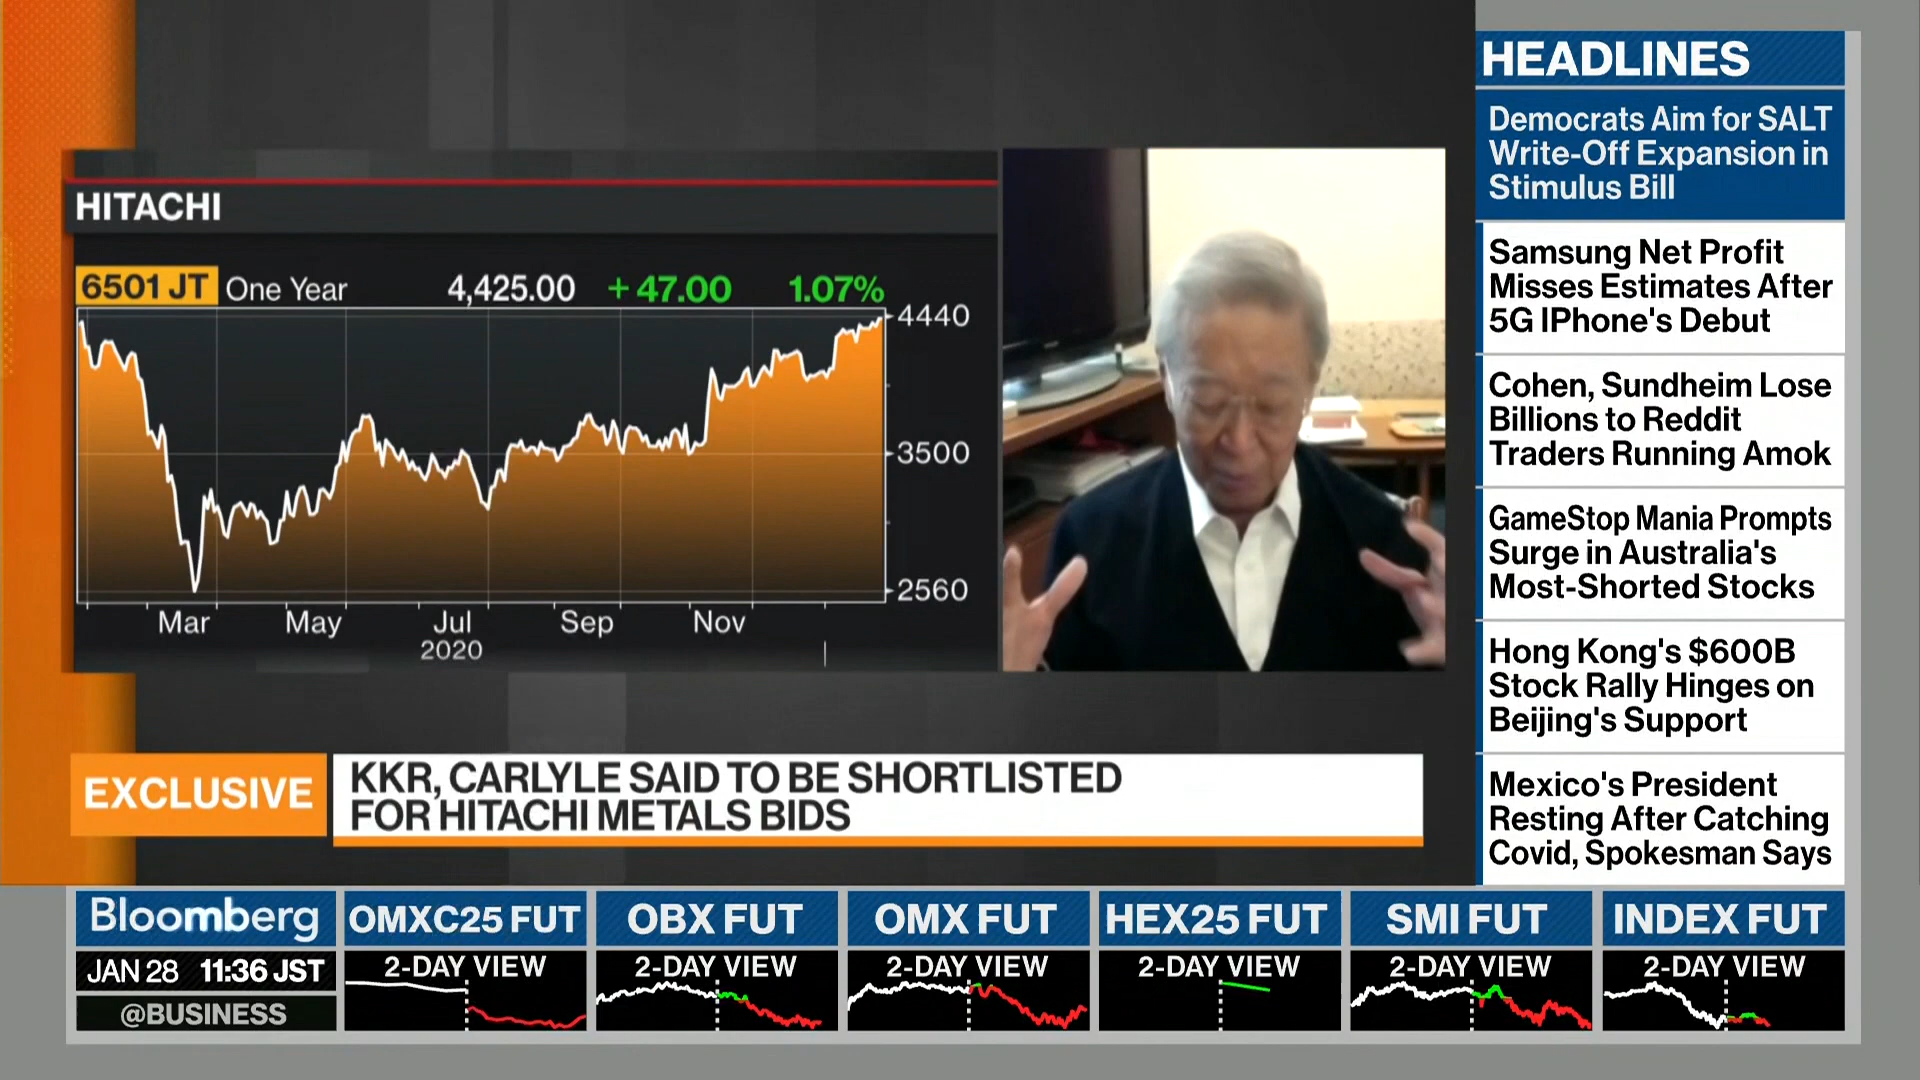 HITACHI
6501 JT One Year 4,425.00 +47.00 1.07%
4440
3500
2560
Mar May Jul Sep Nov
2020
EXCLUSIVE
KKR, CARLYLE SAID TO BE SHORTLISTED
FOR HITACHI METALS BIDS
HEADLINES
Democrats Aim for SALT
Write-Off Expansion in
Stimulus Bill
Samsung Net Profit
Misses Estimates After
5G IPhone's Debut
Cohen, Sundheim Lose
Billions to Reddit
Traders Running Amok
GameStop Mania Prompts
Surge in Australia's
Most-Shorted Stocks
Hong Kong's $600B
Stock Rally Hinges on
Beijing's Support
Mexico's President
Resting After Catching
Covid, Spokesman Says
Bloomberg
JAN 28 11:36 JST
@BUSINESS
OMXC25 FUT
2-DAY VIEW
OBX FUT
2-DAY VIEW
OMX FUT
2-DAY VIEW
HEX25 FUT
2-DAY VIEW
SMI FUT
2-DAY VIEW
INDEX FUT
2-DAY VIEW